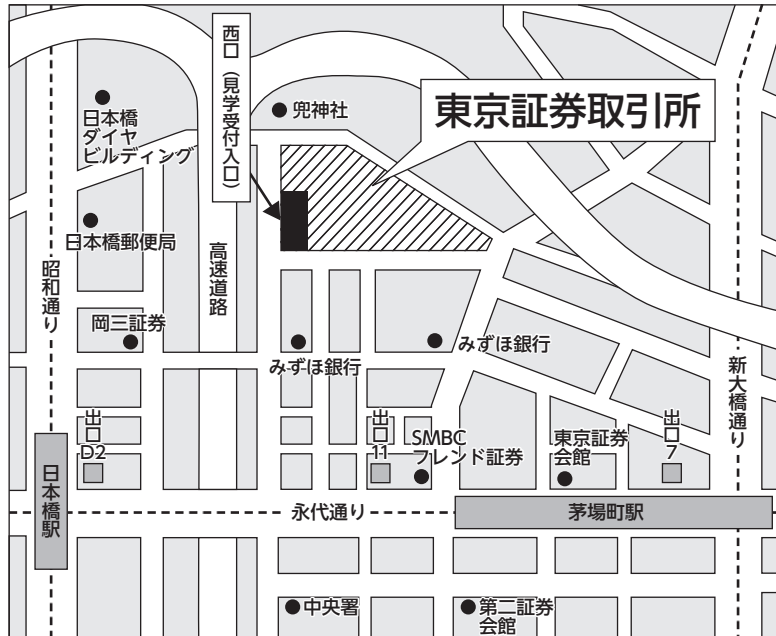 西口（見学受付入口）
兜神社
東京証券取引所
日本橋
ダイヤ
ビルディング
日本橋郵便局
昭和通り
高速道路
岡三証券
みずほ銀行
みずほ銀行
新大橋通り
出口
D2
出口
11
SMBC
フレンド証券
東京証券
会館
出口
7
日本橋駅
永代通り
茅場町駅
中央署
第二証券
会館